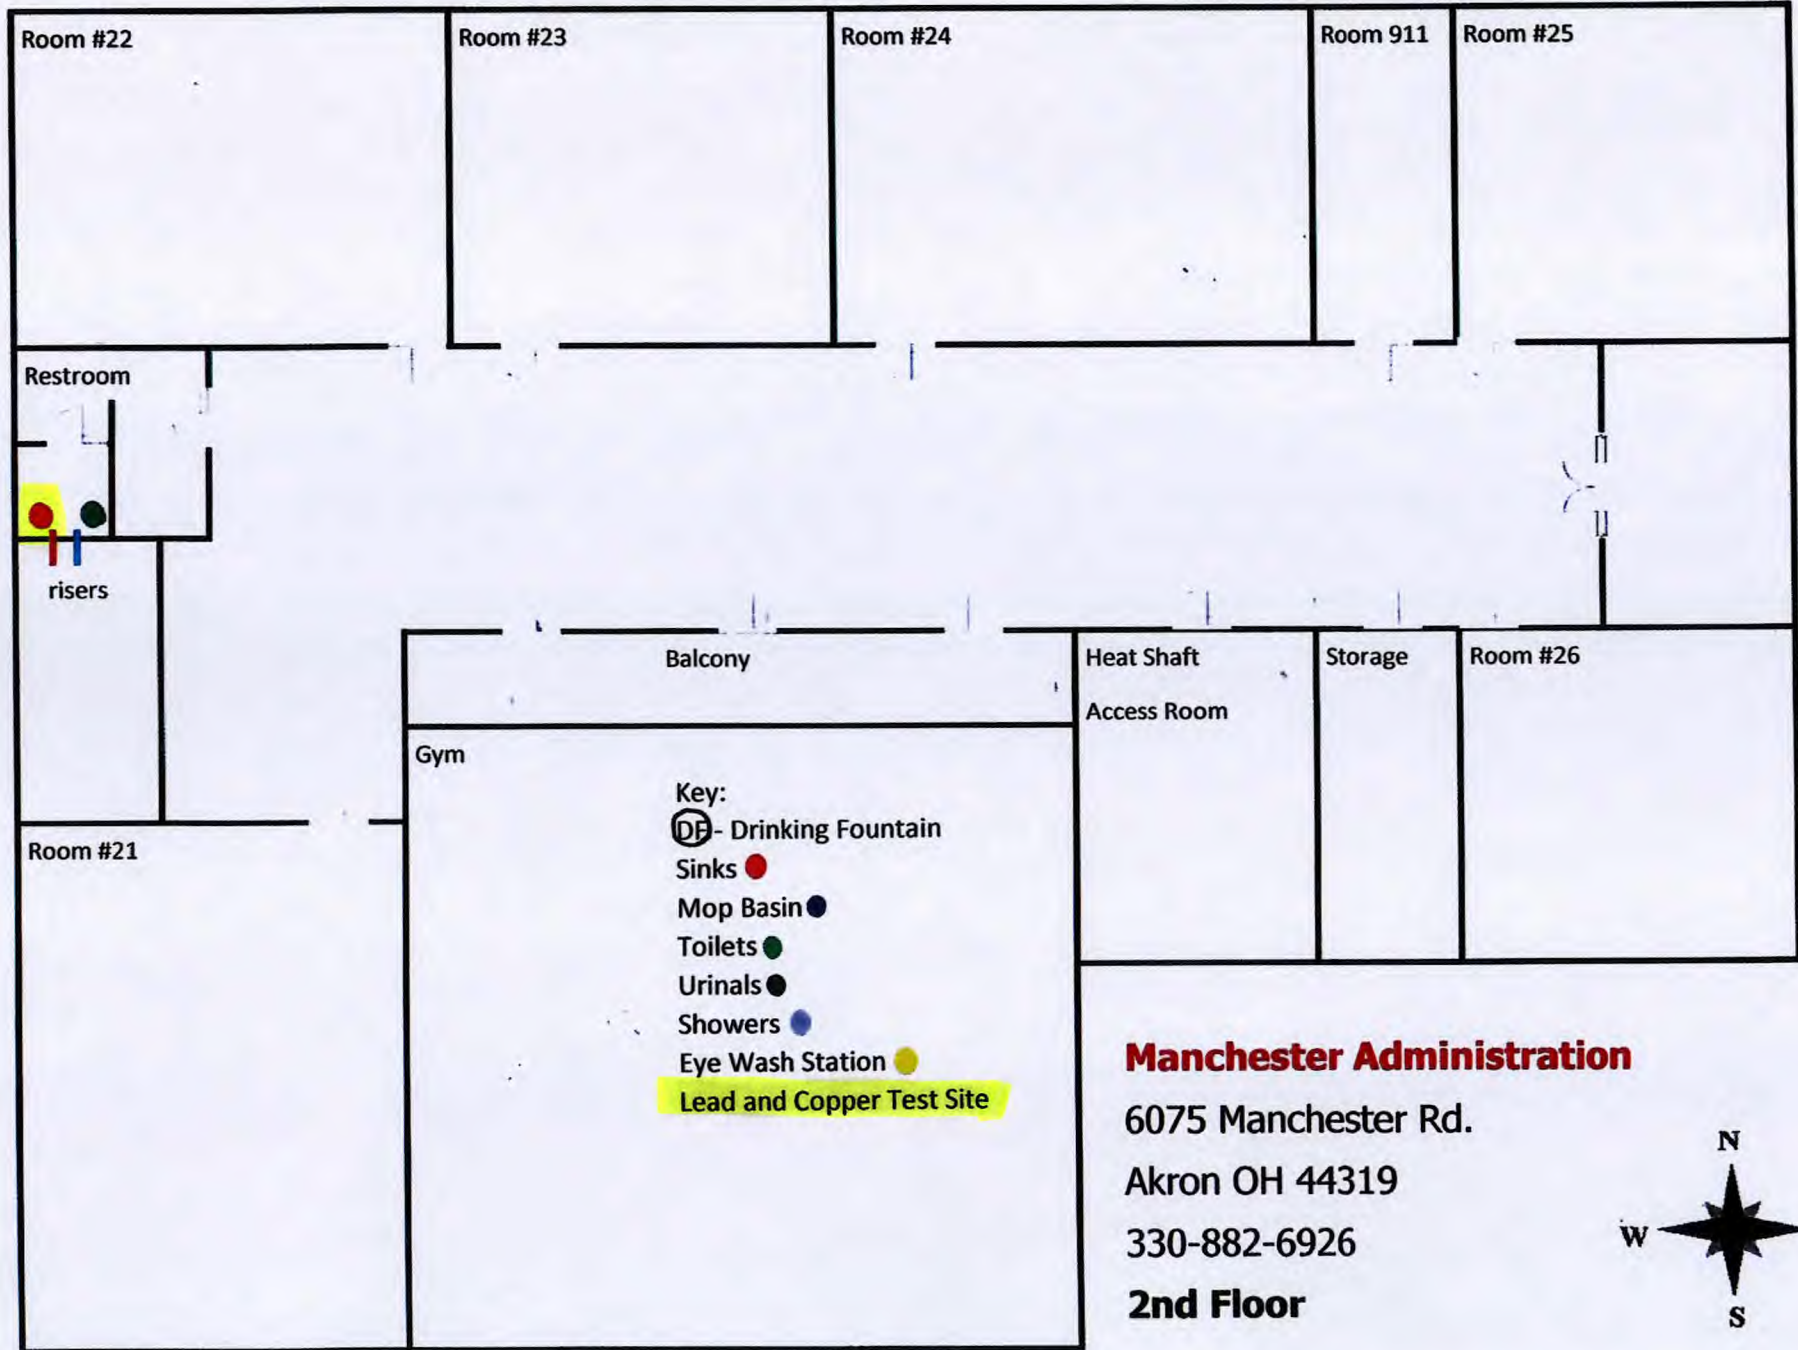 Room #22
Room #23
Room #24
Room 911
Room #25
Restroom
risers
Balcony
Heat Shaft
Access Room
Storage
Room #26
Gym
Room #21
Key:
DF - Drinking Fountain
Sinks
Mop Basin
Toilets
Urinals
Showers
Eye Wash Station
Lead and Copper Test Site
Manchester Administration
6075 Manchester Rd.
Akron OH 44319
330-882-6926
2nd Floor
N
W
S